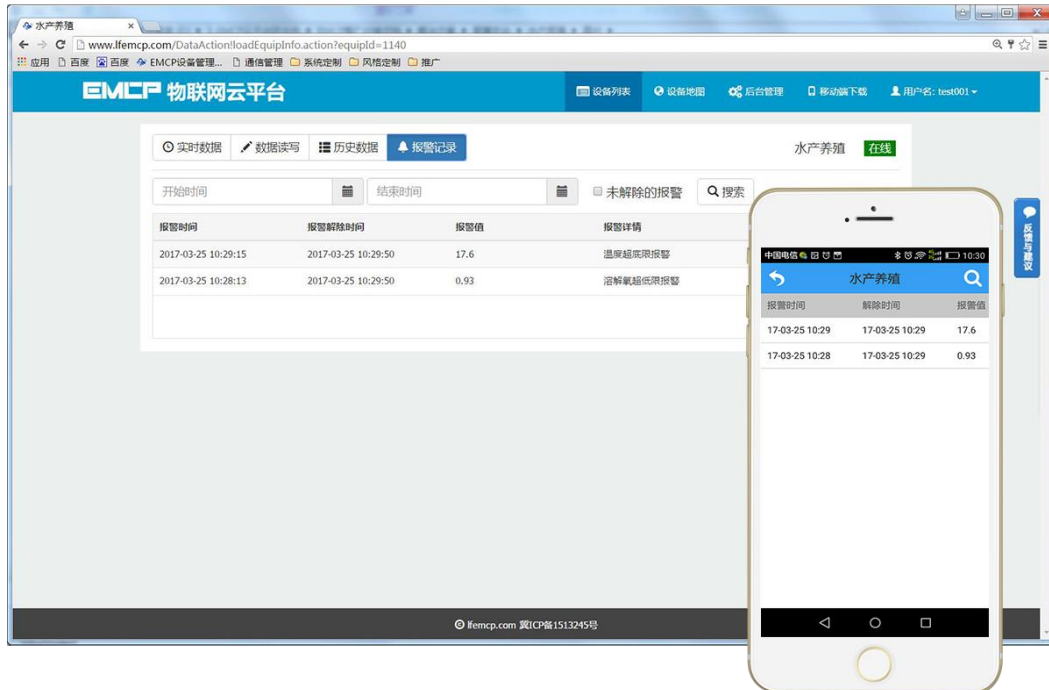 水产养殖
www.lfemcp.com/DataAction!loadEquipInfo.action?equipId=1140
应用 百度 百度 EMCP设备管理... 通信管理 系统定制 风格定制 推广
EMCP 物联网云平台
设备列表 设备地图 后台管理 移动端下载 用户名: test001
实时数据 数据读写 历史数据 报警记录
水产养殖 在线
开始时间 结束时间 未解除的报警 搜索
报警时间 报警解除时间 报警值 报警详情
2017-03-25 10:29:15 2017-03-25 10:29:50 17.6 温度超底限报警
2017-03-25 10:28:13 2017-03-25 10:29:50 0.93 溶解氧超低限报警
反馈与建议
© lfemcp.com 冀ICP备1513245号
中国电信 10:30
水产养殖
报警时间 解除时间 报警值
17-03-25 10:29 17-03-25 10:29 17.6
17-03-25 10:28 17-03-25 10:29 0.93